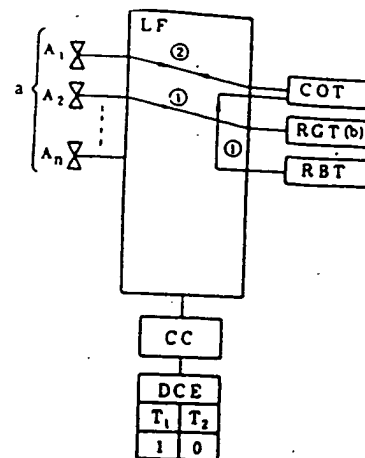 LF
a
A1
②
COT
A2
①
RGT(b)
①
RBT
An
CC
DCE
T1 T2
1 0